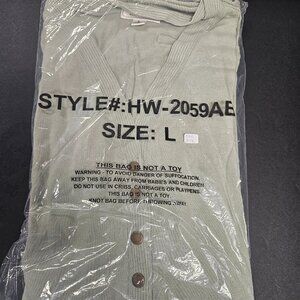 STYLE#:HW-2059AE
SIZE: L
THIS BAG IS NOT A TOY
WARNING - TO AVOID DANGER OF SUFFOCATION,
KEEP THIS BAG AWAY FROM BABIES AND CHILDREN
DO NOT USE IN CRIBS, CARRIAGES OR PLAYPENS
THIS BAG IS NOT A TOY
KNOT BAG BEFORE THROWING